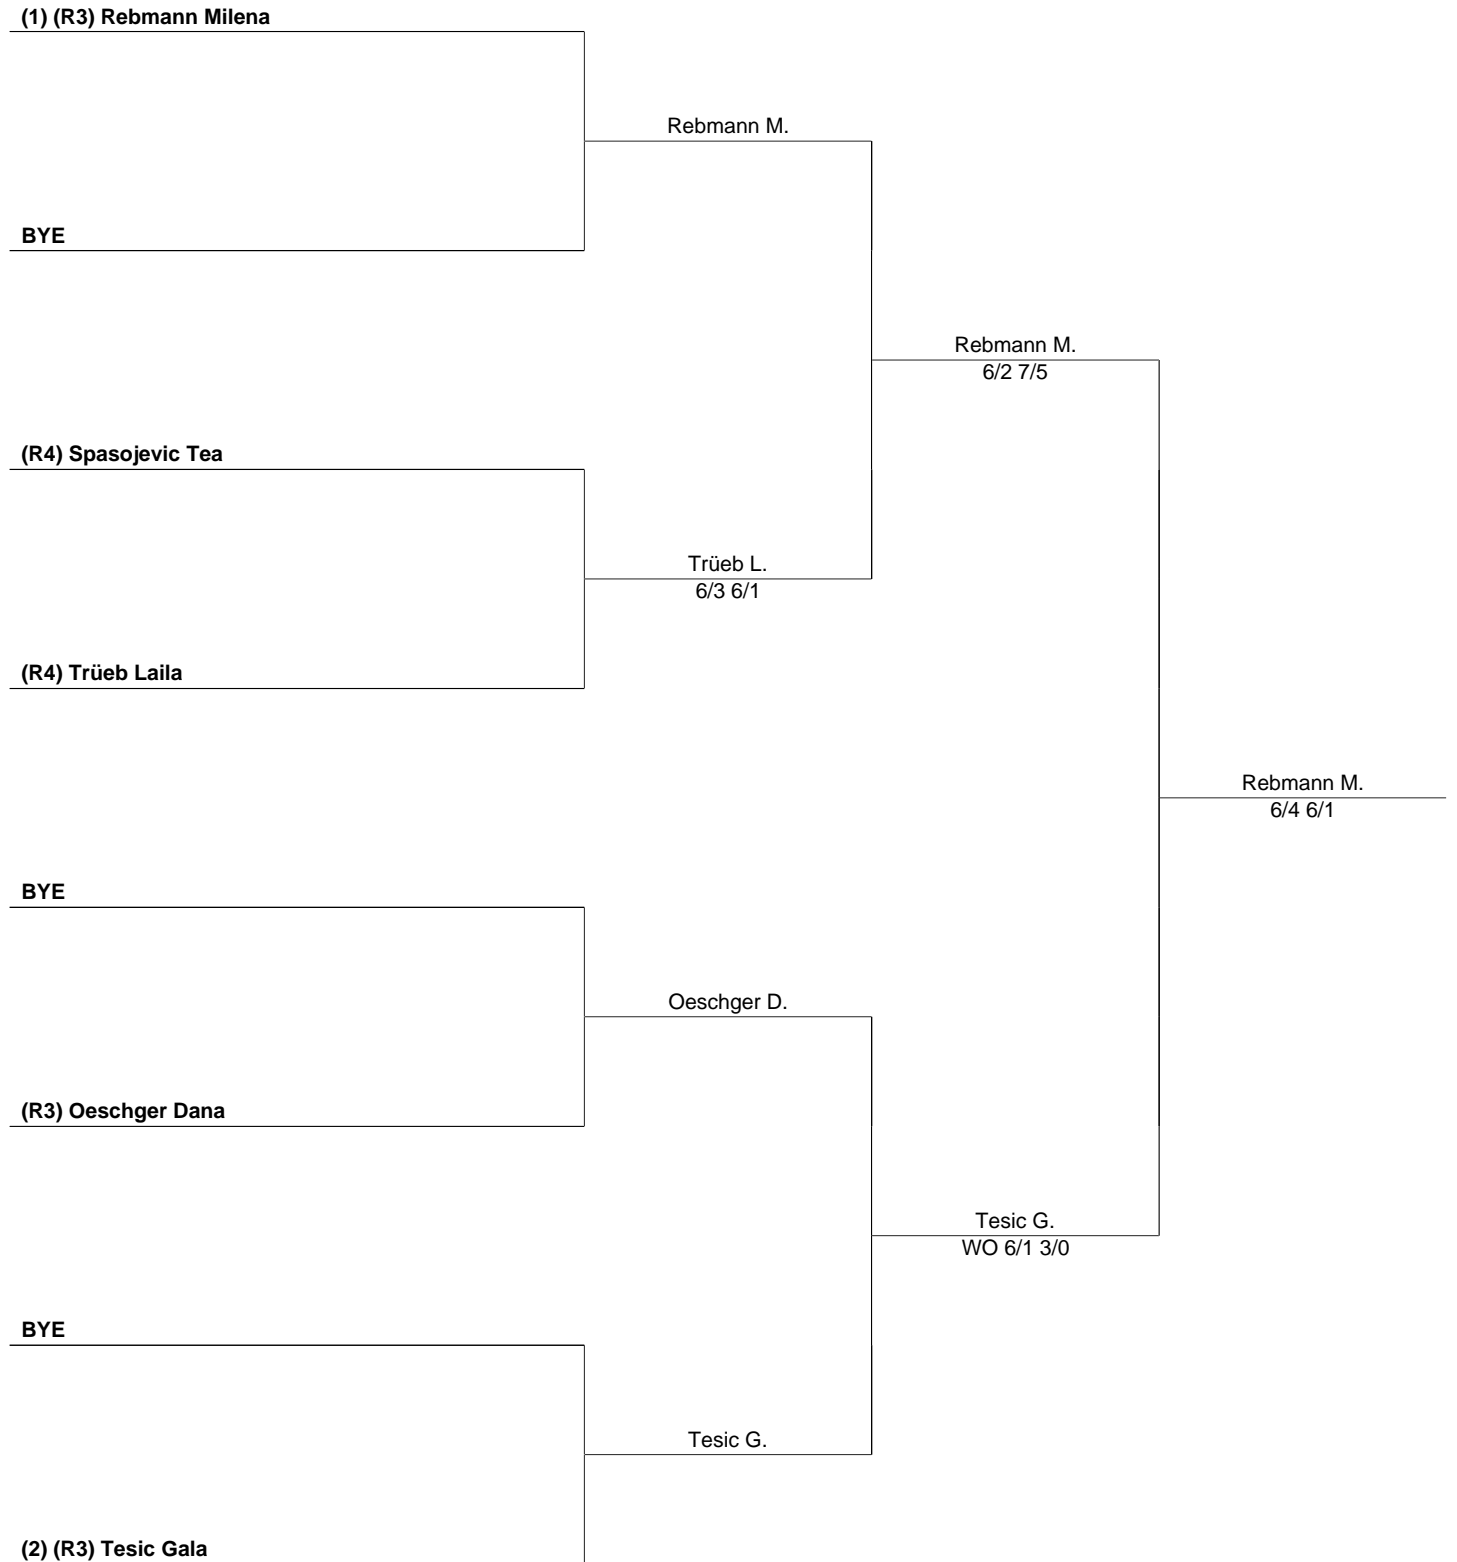 (1) (R3) Rebmann Milena
Rebmann M.
BYE
Rebmann M.
6/2 7/5
(R4) Spasojevic Tea
Trüeb L.
6/3 6/1
(R4) Trüeb Laila
Rebmann M.
6/4 6/1
BYE
Oeschger D.
(R3) Oeschger Dana
Tesic G.
WO 6/1 3/0
BYE
Tesic G.
(2) (R3) Tesic Gala